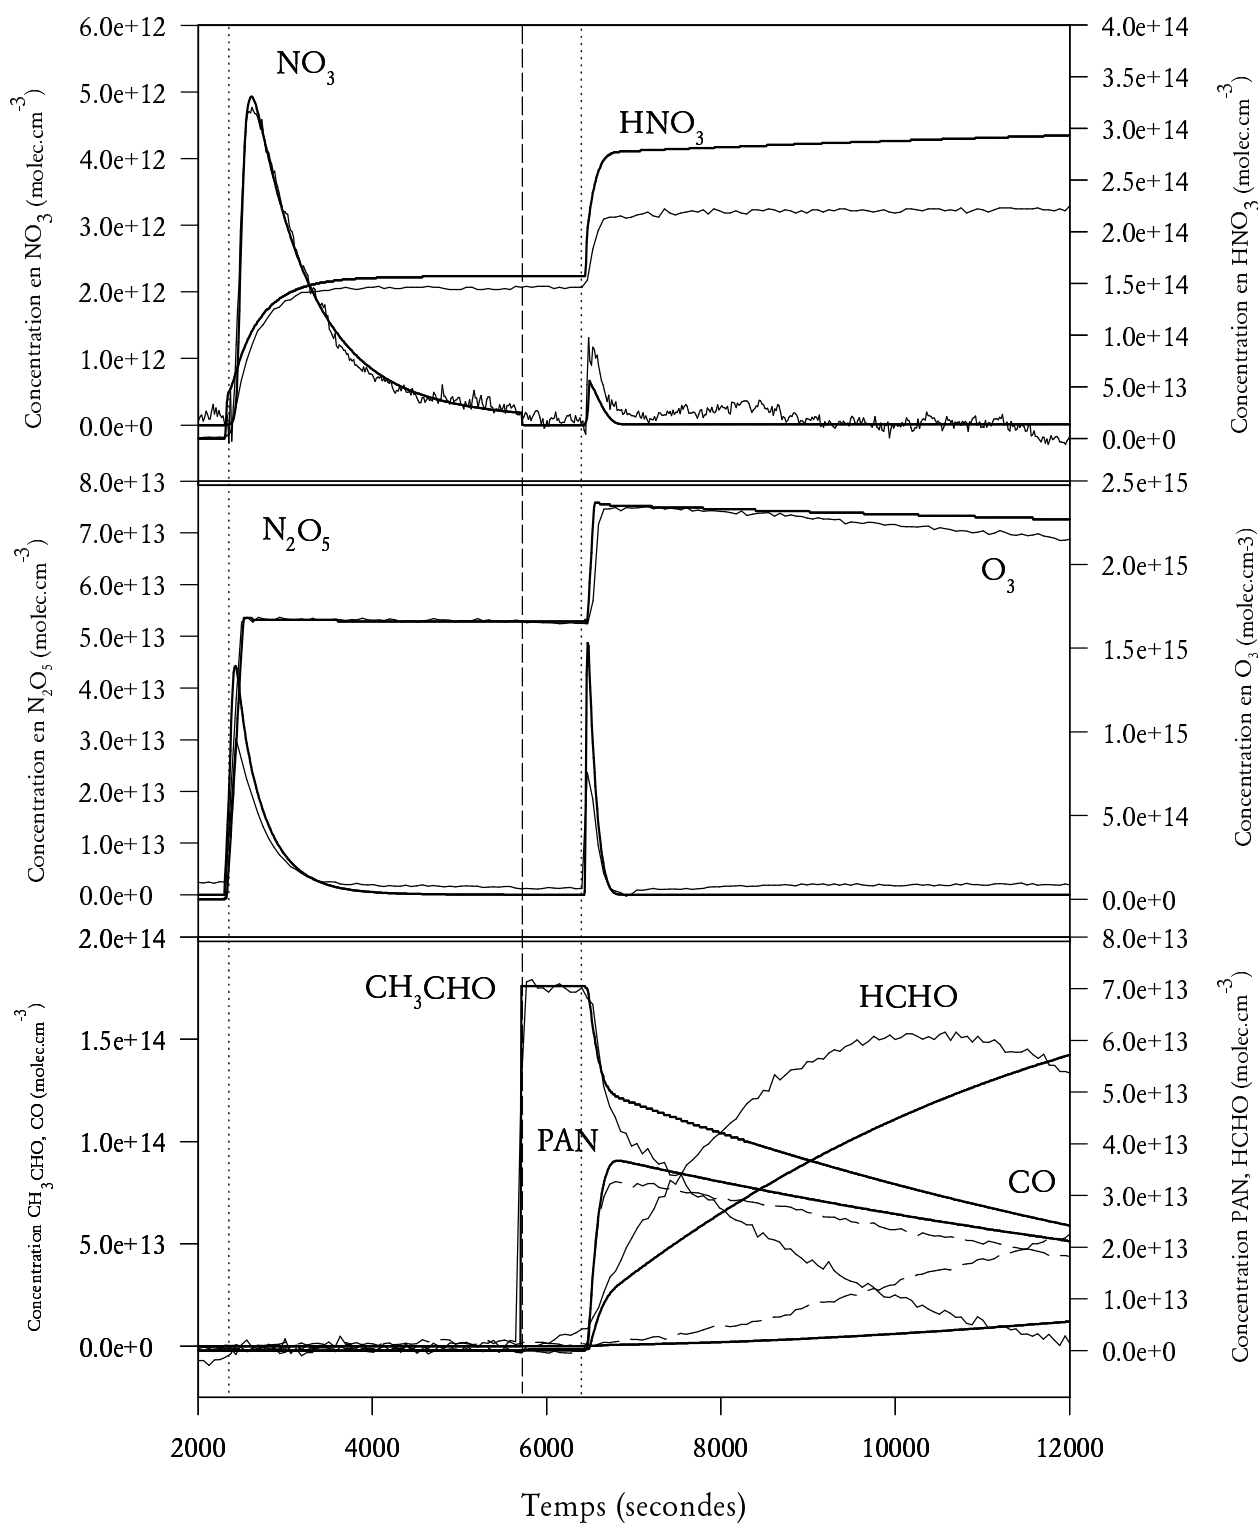 6.0e+12
5.0e+12
4.0e+12
3.0e+12
2.0e+12
1.0e+12
0.0e+0
Concentration en NO3 (molec.cm-3)
NO3
HNO3
4.0e+14
3.5e+14
3.0e+14
2.5e+14
2.0e+14
1.5e+14
1.0e+14
5.0e+13
0.0e+0
Concentration en HNO3 (molec.cm-3)
8.0e+13
7.0e+13
6.0e+13
5.0e+13
4.0e+13
3.0e+13
2.0e+13
1.0e+13
0.0e+0
Concentration en N2O5 (molec.cm-3)
N2O5
O3
2.5e+15
2.0e+15
1.5e+15
1.0e+15
5.0e+14
0.0e+0
Concentration en O3 (molec.cm-3)
2.0e+14
1.5e+14
1.0e+14
5.0e+13
0.0e+0
Concentration CH3CHO, CO (molec.cm-3)
CH3CHO
HCHO
PAN
CO
8.0e+13
7.0e+13
6.0e+13
5.0e+13
4.0e+13
3.0e+13
2.0e+13
1.0e+13
0.0e+0
Concentration PAN, HCHO (molec.cm-3)
2000 4000 6000 8000 10000 12000
Temps (secondes)